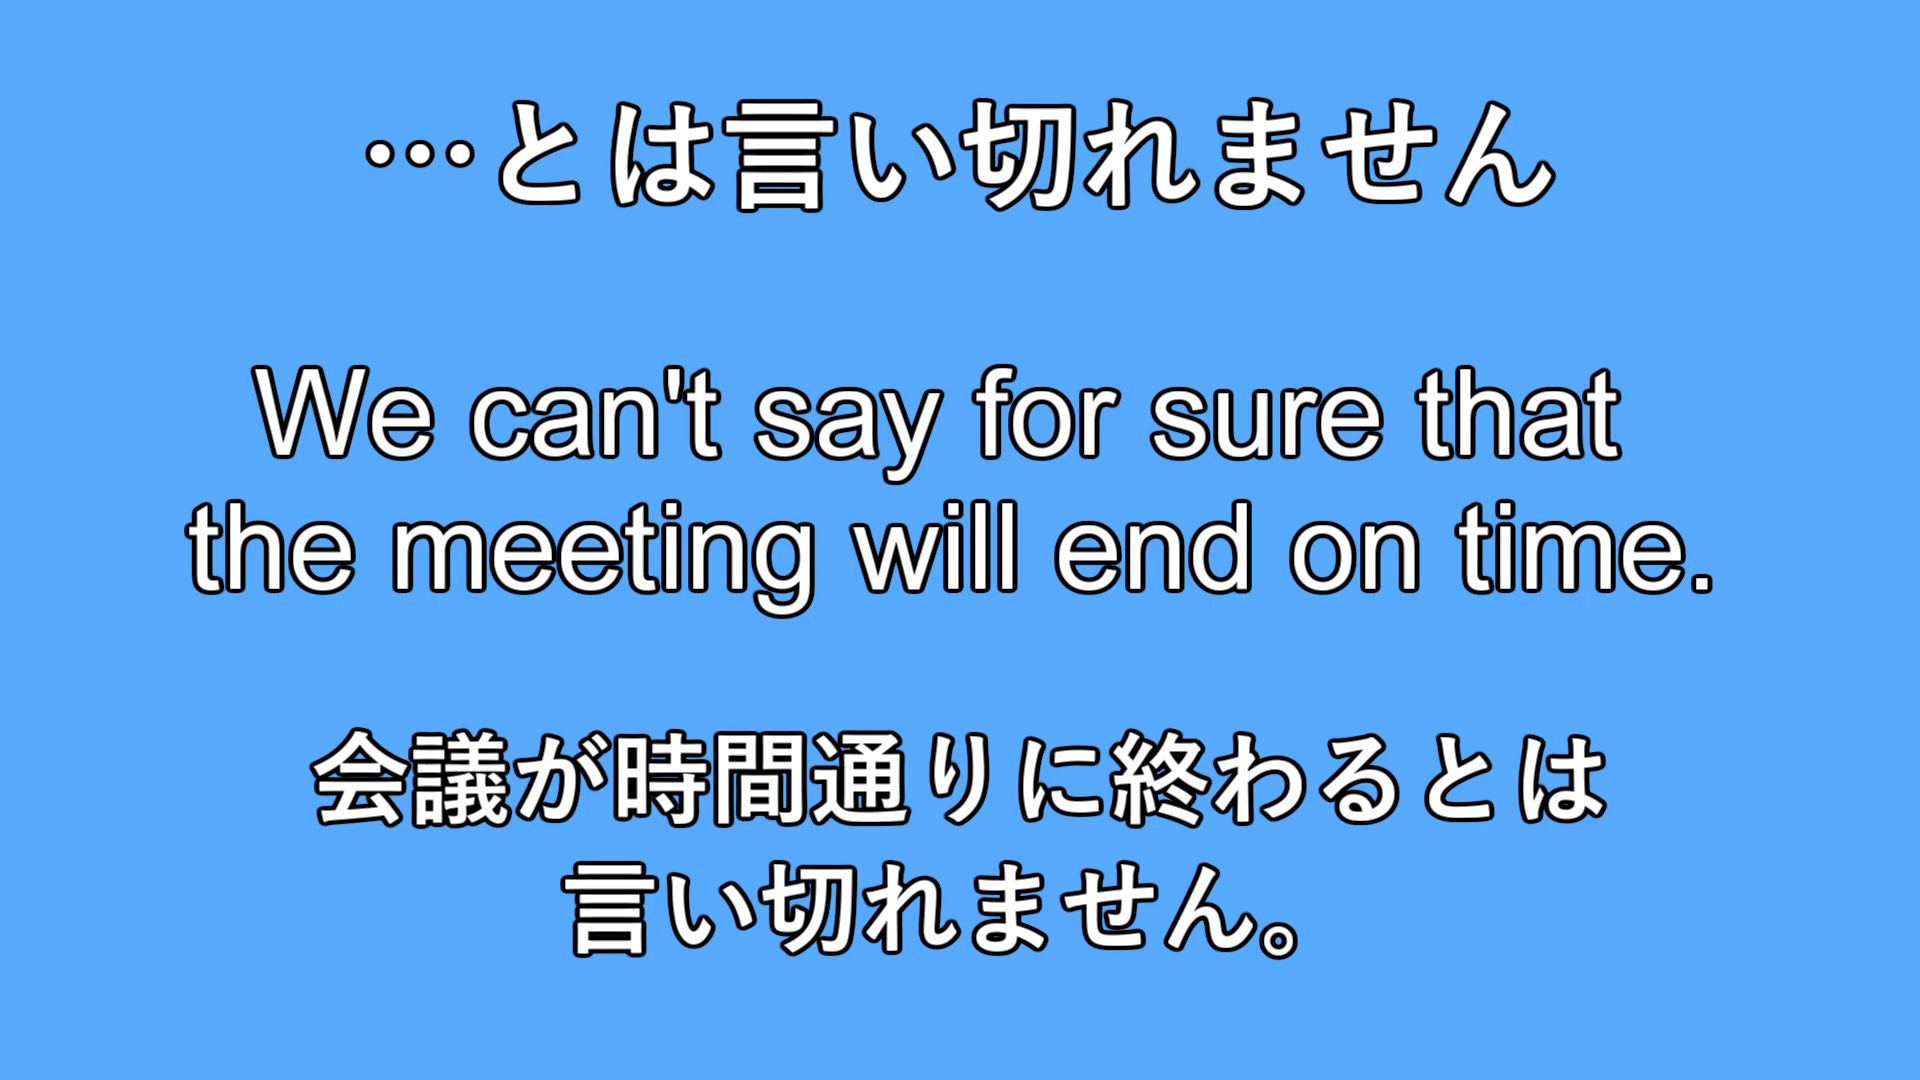 …とは言い切れません
We can't say for sure that
the meeting will end on time.
会議が時間通りに終わるとは
言い切れません。